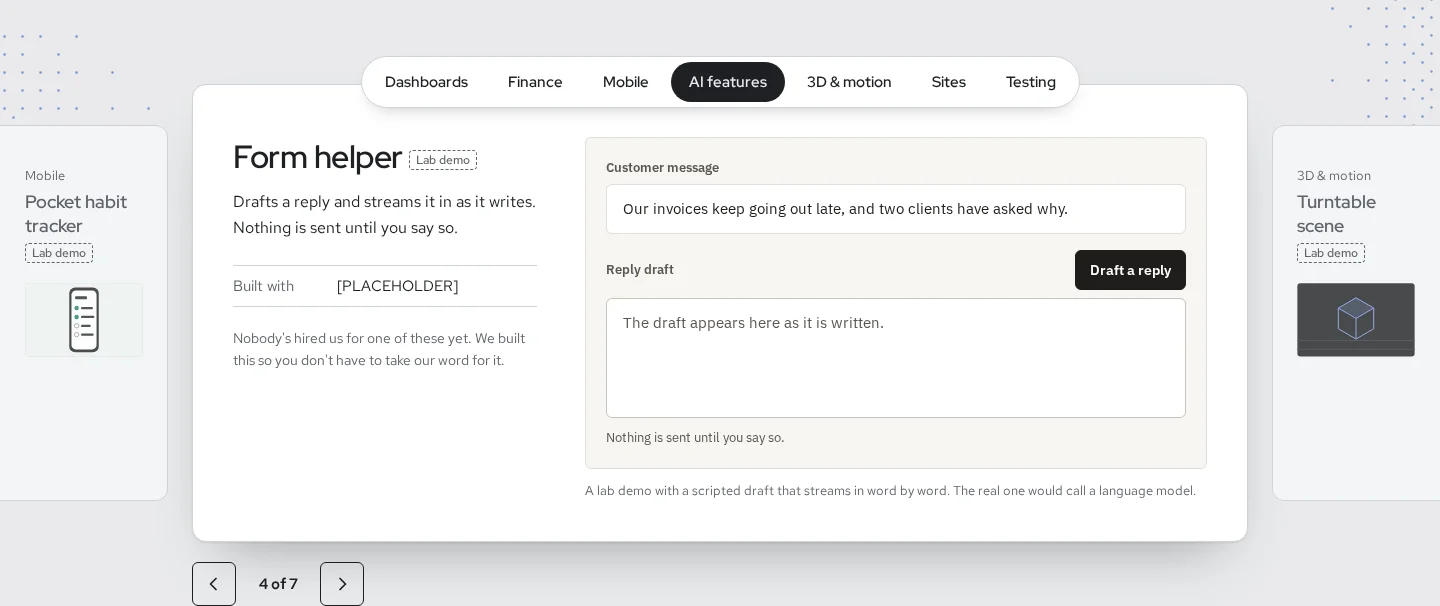 Dashboards
Finance
Mobile
AI features
3D & motion
Sites
Testing
Mobile
Pocket habit
tracker
Lab demo
Form helper
Lab demo
Drafts a reply and streams it in as it writes.
Nothing is sent until you say so.
Built with
[PLACEHOLDER]
Nobody's hired us for one of these yet. We built
this so you don't have to take our word for it.
Customer message
Our invoices keep going out late, and two clients have asked why.
Reply draft
Draft a reply
The draft appears here as it is written.
Nothing is sent until you say so.
A lab demo with a scripted draft that streams in word by word. The real one would call a language model.
3D & motion
Turntable
scene
Lab demo
4 of 7